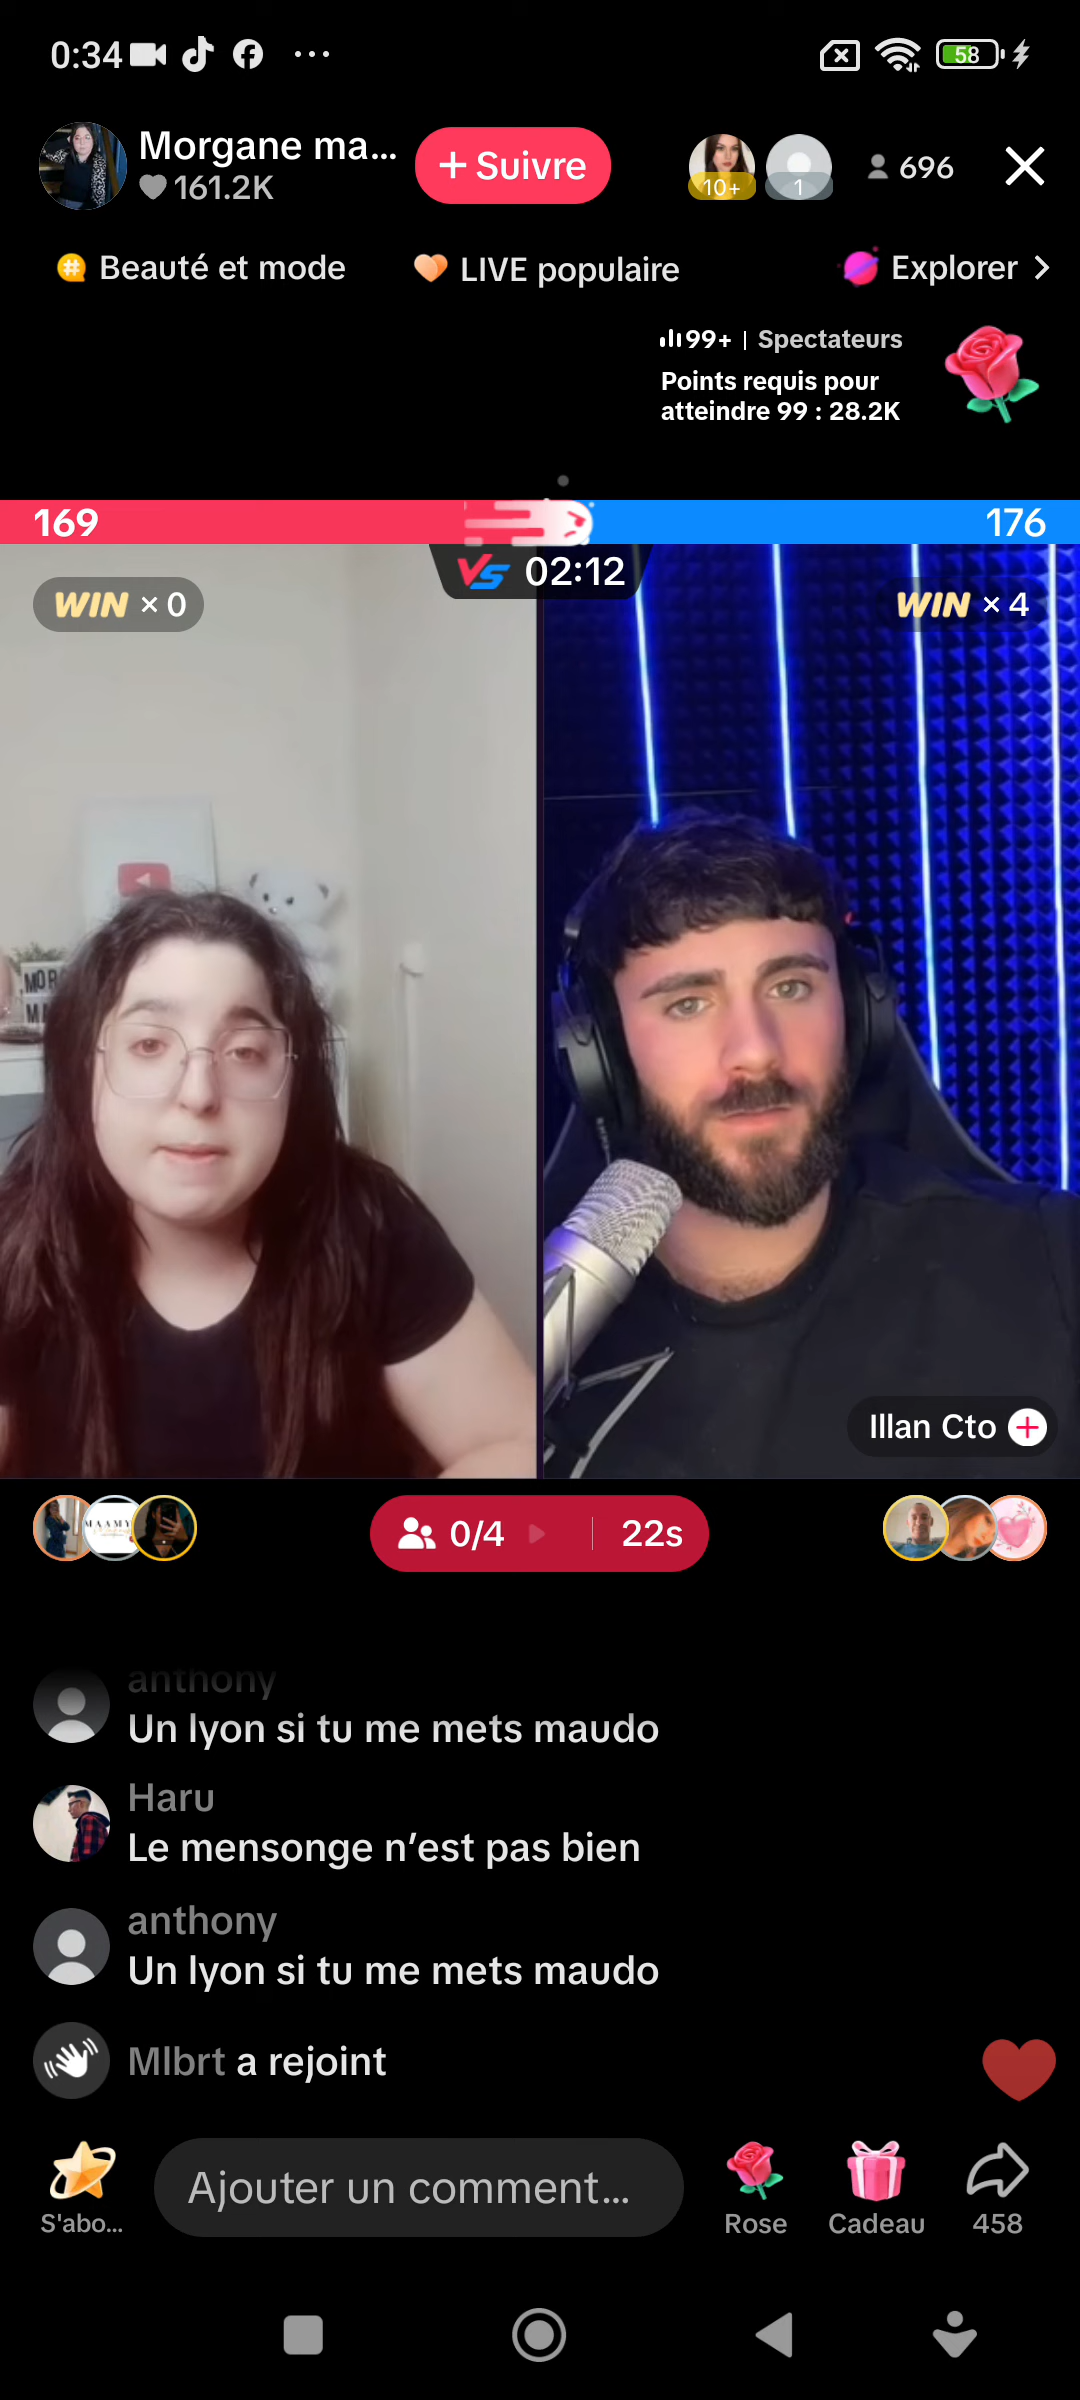 0:34
58
Morgane ma...
161.2K
+ Suivre
10+
1
696
Beauté et mode
LIVE populaire
Explorer
99+ | Spectateurs
Points requis pour
atteindre 99 : 28.2K
169
176
VS 02:12
WIN × 0
WIN × 4
Illan Cto
0/4
22s
anthony
Un lyon si tu me mets maudo
Haru
Le mensonge n’est pas bien
anthony
Un lyon si tu me mets maudo
Mlbrt a rejoint
S'abo...
Ajouter un comment...
Rose
Cadeau
458